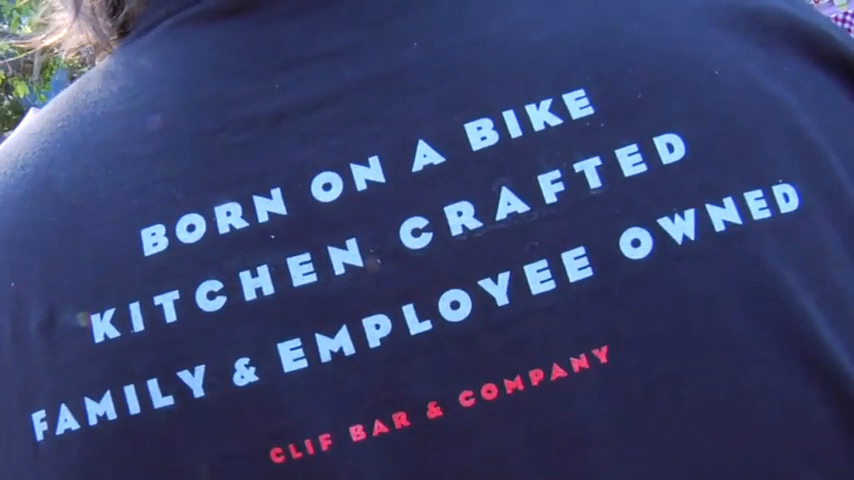 BORN ON A BIKE
KITCHEN CRAFTED
FAMILY & EMPLOYEE OWNED
CLIF BAR & COMPANY